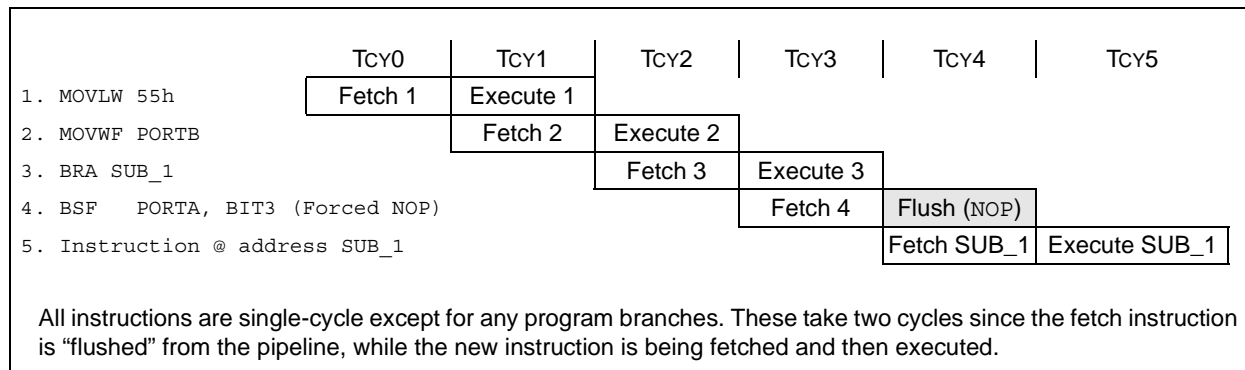 TCY0 TCY1 TCY2 TCY3 TCY4 TCY5
1. MOVLW 55h Fetch 1 Execute 1
2. MOVWF PORTB Fetch 2 Execute 2
3. BRA SUB_1 Fetch 3 Execute 3
4. BSF PORTA, BIT3 (Forced NOP) Fetch 4 Flush (NOP)
5. Instruction @ address SUB_1 Fetch SUB_1 Execute SUB_1
All instructions are single-cycle except for any program branches. These take two cycles since the fetch instruction
is “flushed” from the pipeline, while the new instruction is being fetched and then executed.